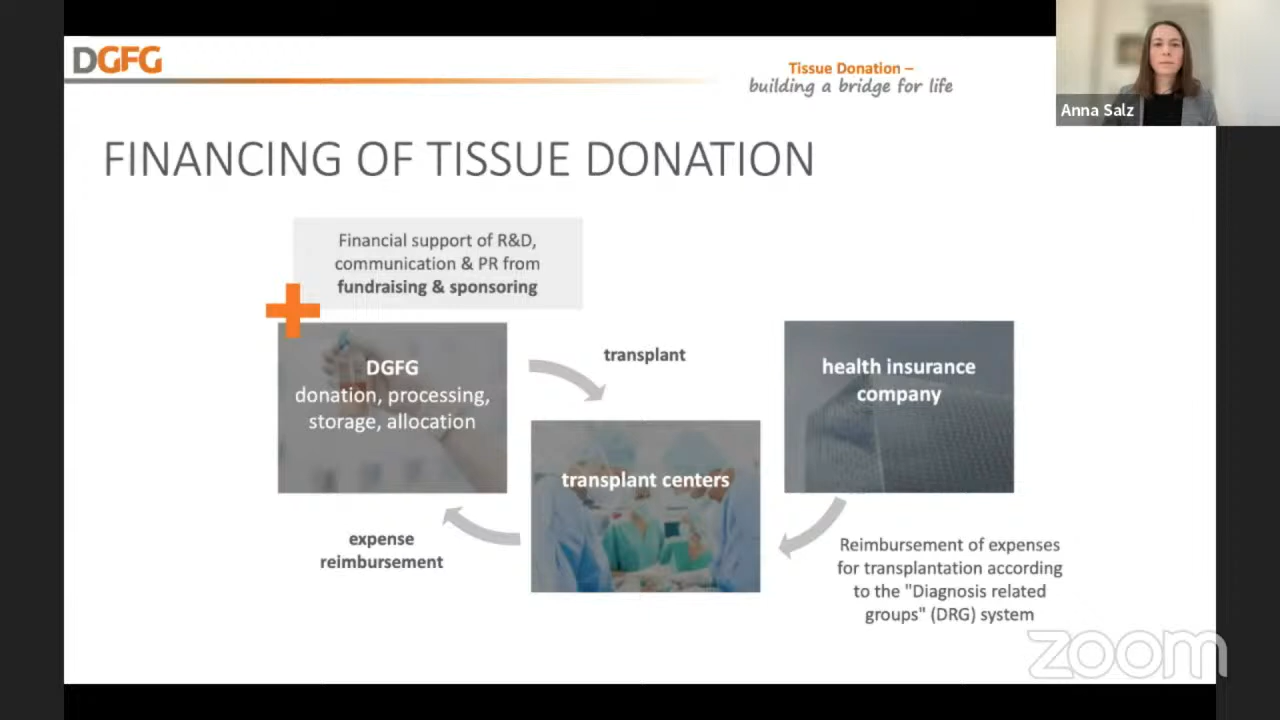 DGFG
Tissue Donation –
building a bridge for life
Anna Salz
FINANCING OF TISSUE DONATION
Financial support of R&D,
communication & PR from
fundraising & sponsoring
DGFG
donation, processing,
storage, allocation
transplant
health insurance
company
transplant centers
expense
reimbursement
Reimbursement of expenses
for transplantation according
to the "Diagnosis related
groups" (DRG) system
zoom